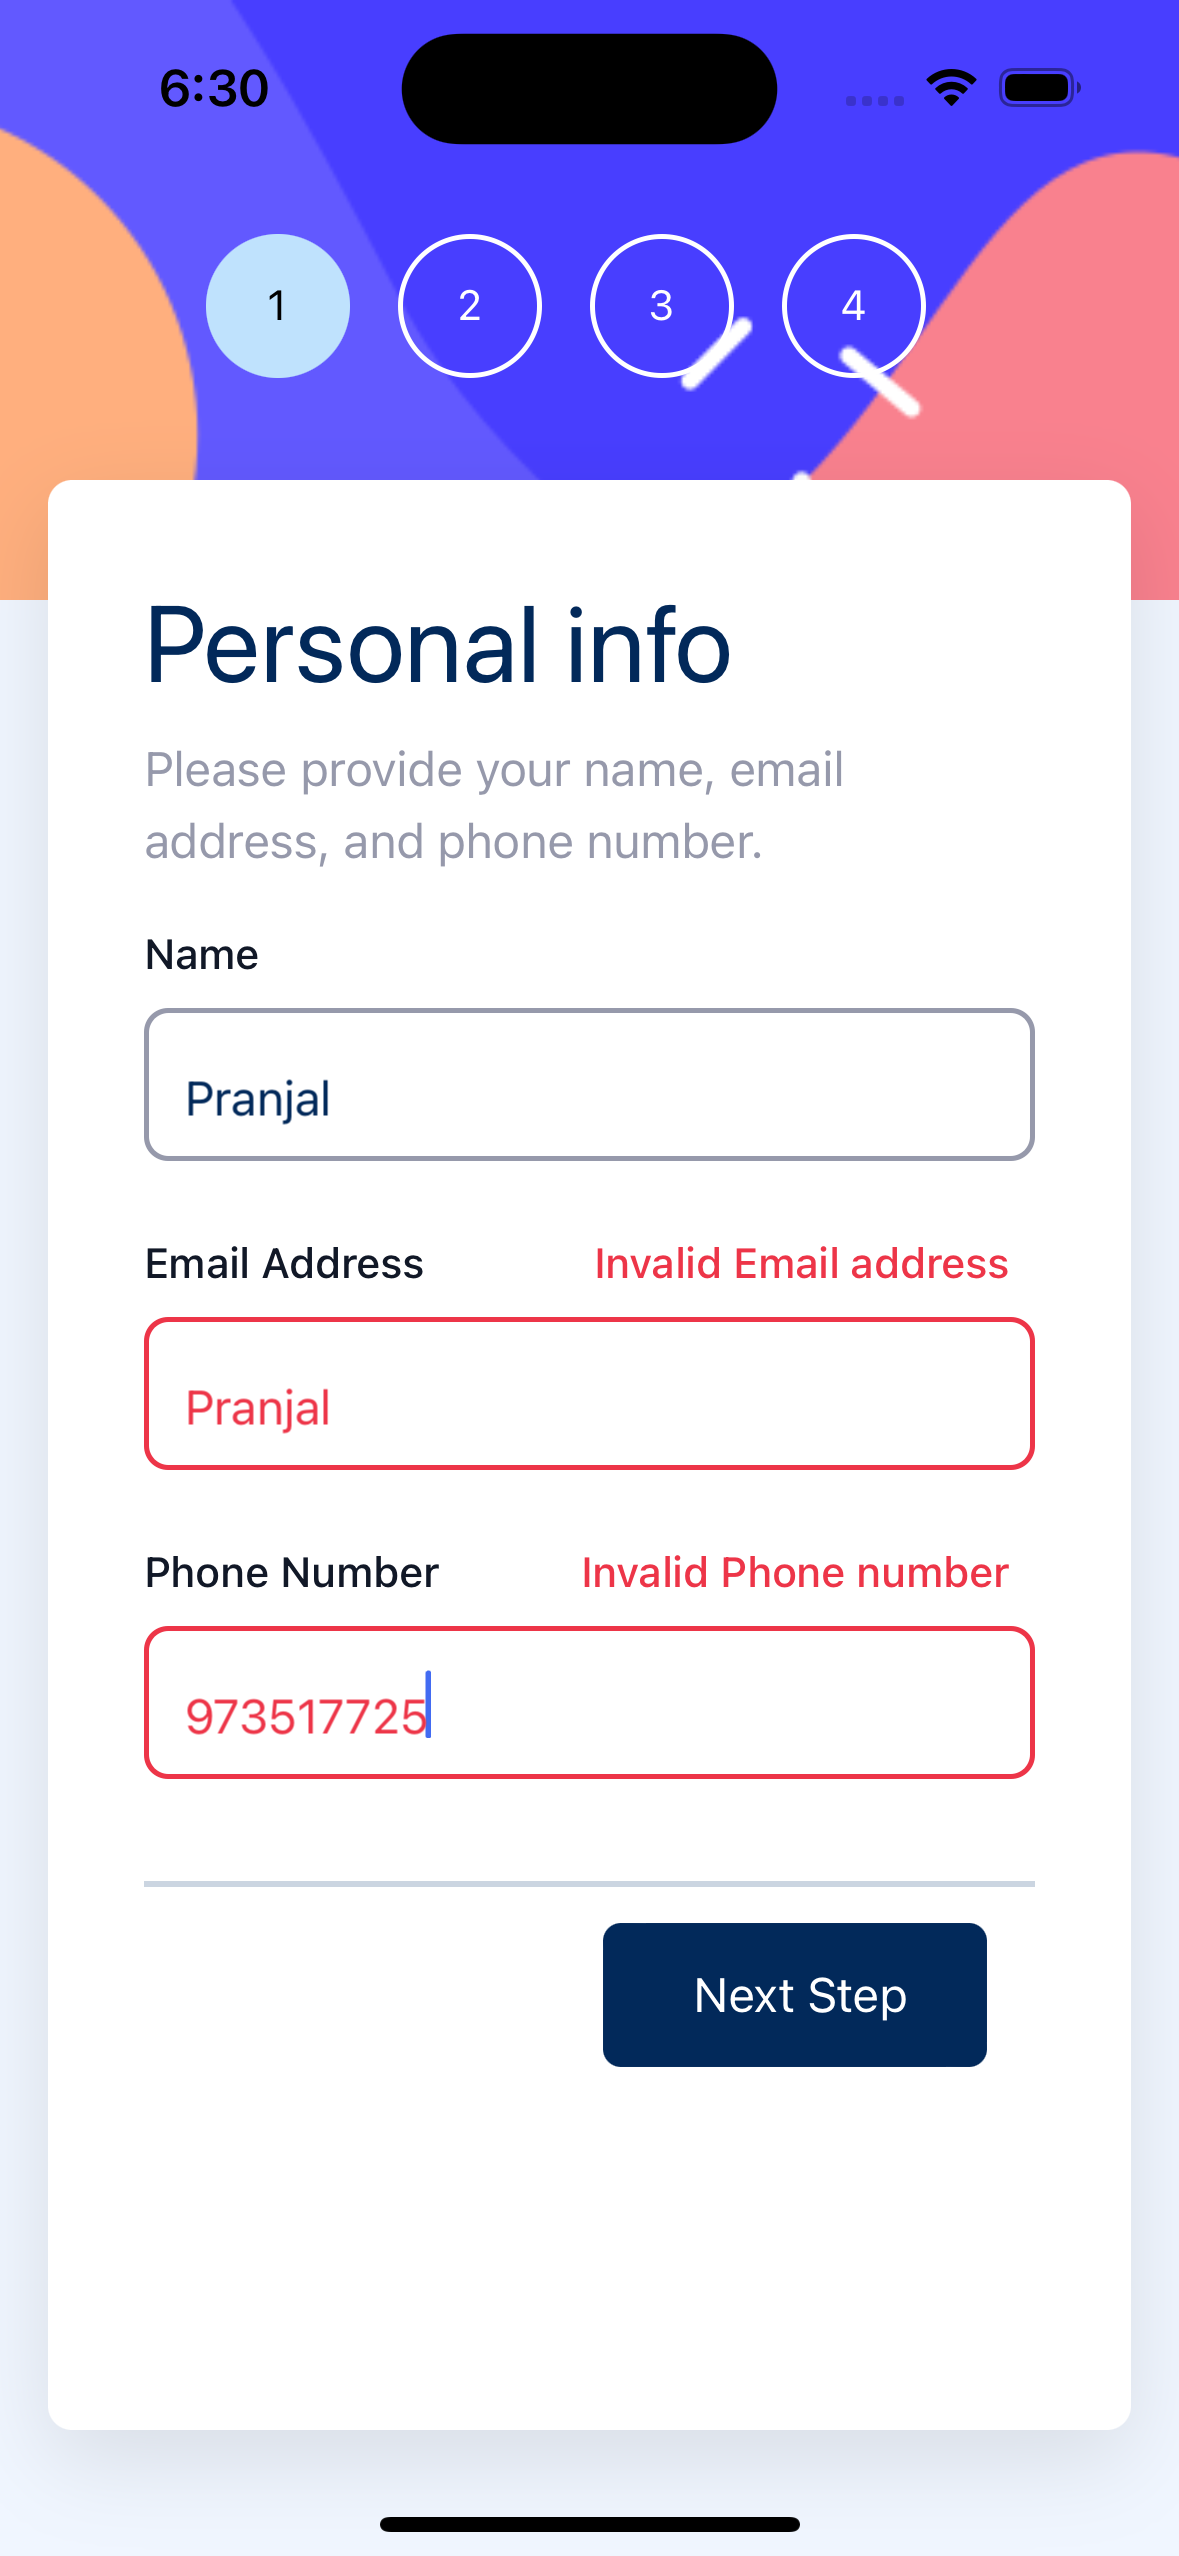 6:30
1 2 3 4
Personal info
Please provide your name, email
address, and phone number.
Name
Pranjal
Email Address Invalid Email address
Pranjal
Phone Number Invalid Phone number
973517725
Next Step